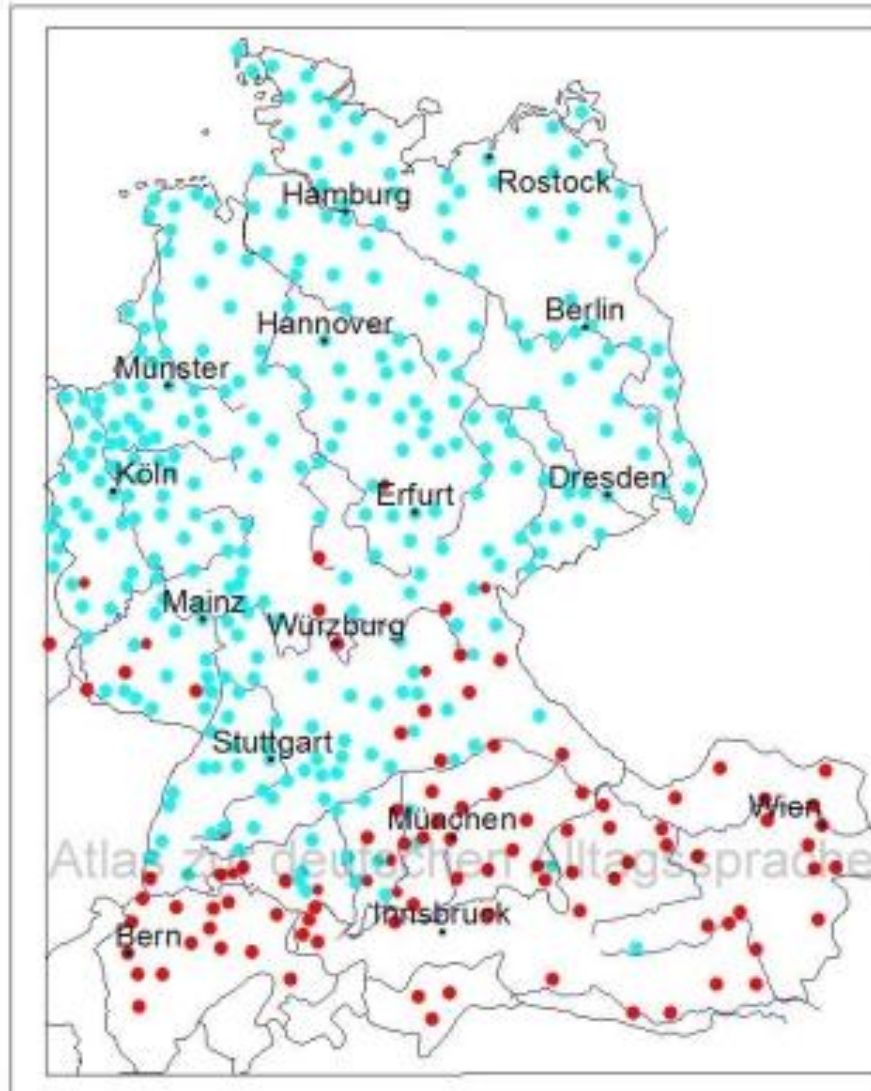 Hamburg
Rostock
Hannover
Berlin
Münster
Köln
Erfurt
Dresden
Mainz
Würzburg
Stuttgart
München
Wien
Atlas zur deutschen Alltagssprache
Innsbruck
Bern